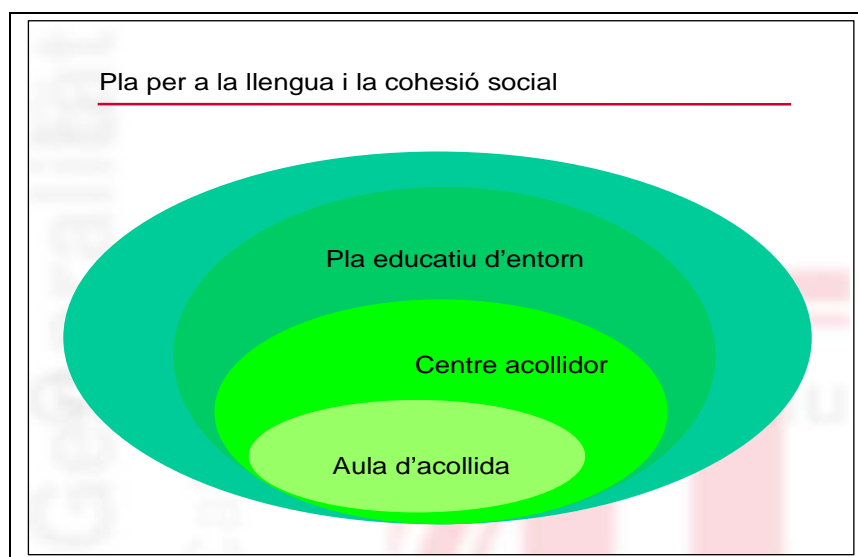 Pla per a la llengua i la cohesió social
Pla educatiu d'entorn
Centre acollidor
Aula d'acollida